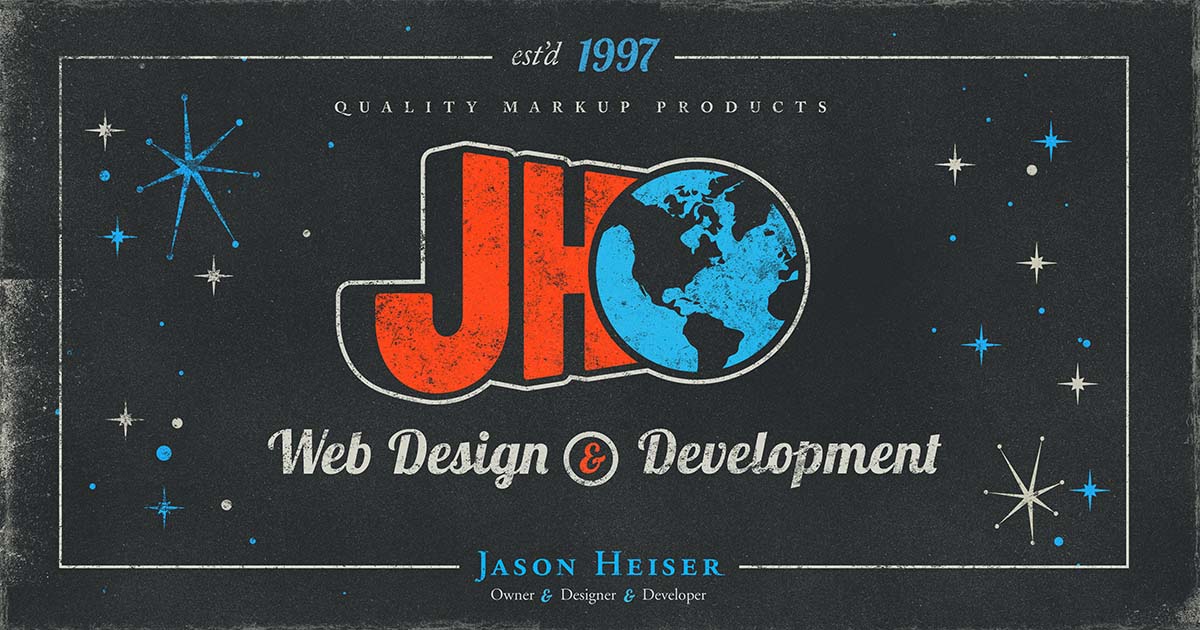 est'd 1997
QUALITY MARKUP PRODUCTS
JH
Web Design & Development
Jason Heiser
Owner & Designer & Developer